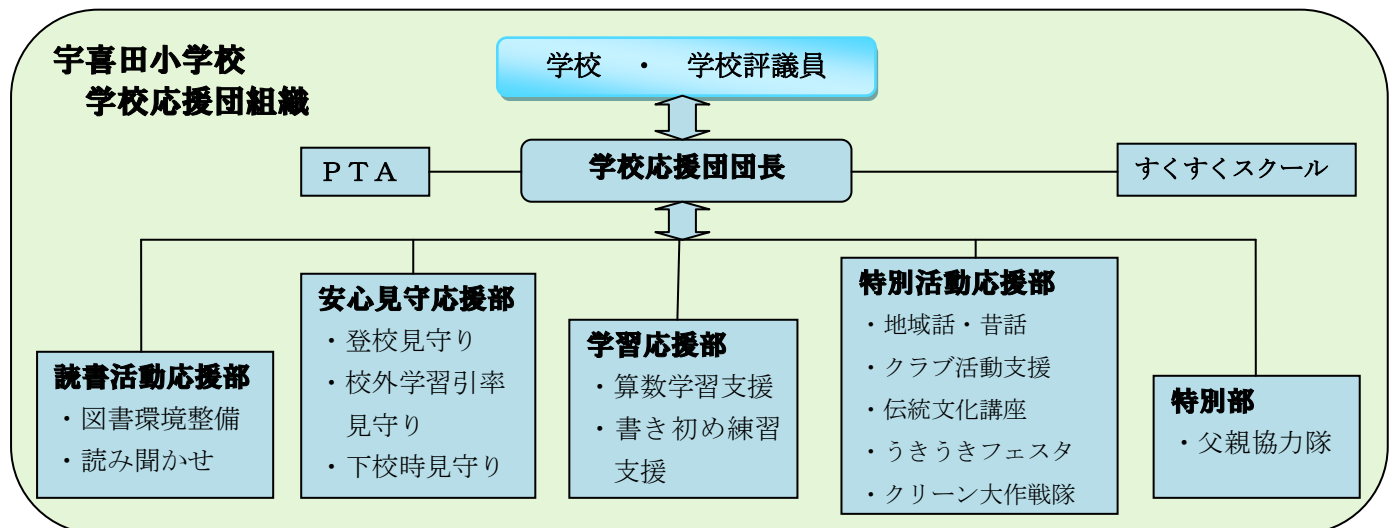 宇喜田小学校
学校応援団組織
学校 ・ 学校評議員
PTA
学校応援団団長
すくすくスクール
読書活動応援部
・図書環境整備
・読み聞かせ
安心見守応援部
・登校見守り
・校外学習引率
見守り
・下校時見守り
学習応援部
・算数学習支援
・書き初め練習
支援
特別活動応援部
・地域話・昔話
・クラブ活動支援
・伝統文化講座
・うきうきフェスタ
・クリーン大作戦隊
特別部
・父親協力隊